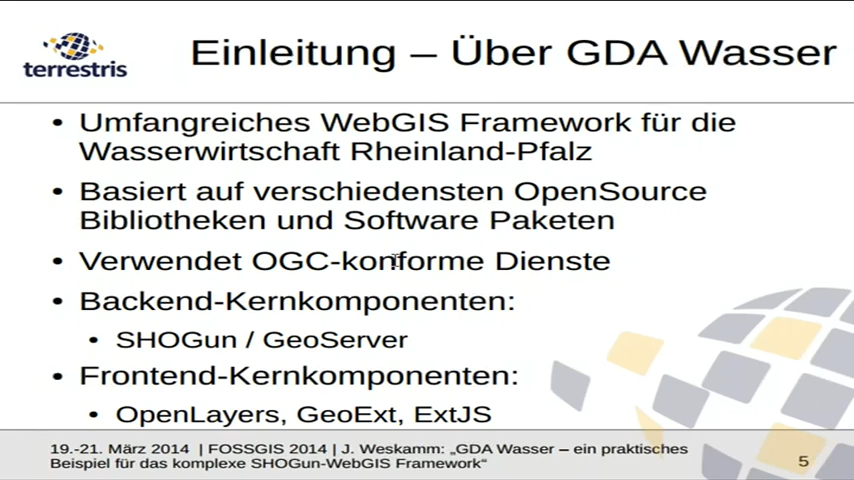 terrestris
Einleitung – Über GDA Wasser
• Umfangreiches WebGIS Framework für die
Wasserwirtschaft Rheinland-Pfalz
• Basiert auf verschiedensten OpenSource
Bibliotheken und Software Paketen
• Verwendet OGC-konforme Dienste
• Backend-Kernkomponenten:
• SHOGun / GeoServer
• Frontend-Kernkomponenten:
• OpenLayers, GeoExt, ExtJS
19.-21. März 2014 | FOSSGIS 2014 | J. Weskamm: „GDA Wasser – ein praktisches
Beispiel für das komplexe SHOGun-WebGIS Framework“
5